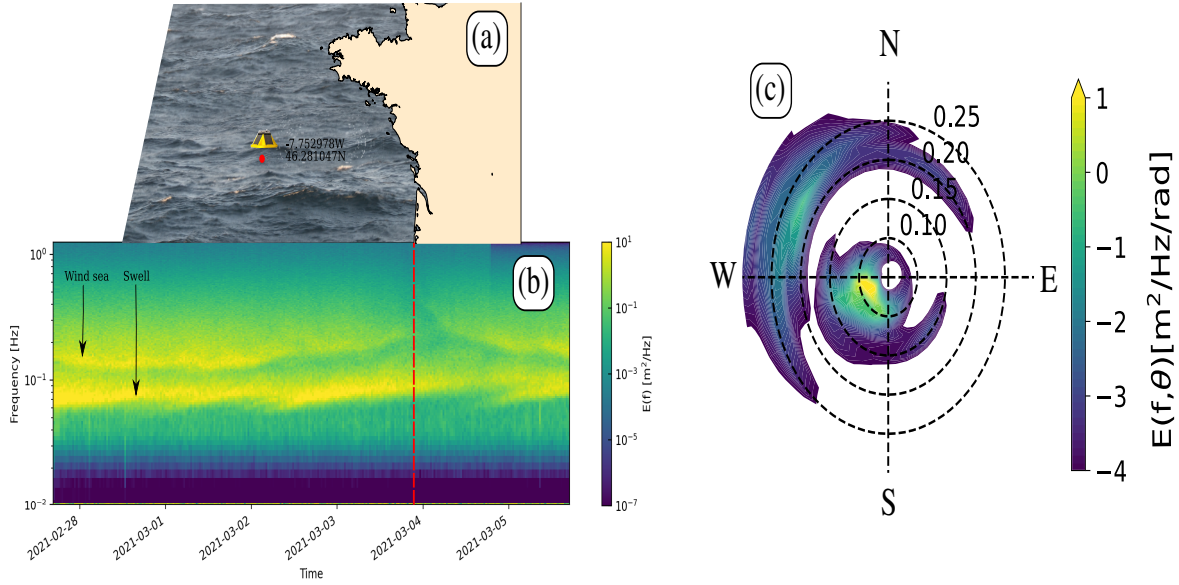 (a)
-7.752978W
46.281047N
(b)
Wind sea
Swell
Frequency [Hz]
10⁰
10⁻¹
10⁻²
2021-02-28
2021-03-01
2021-03-02
2021-03-03
2021-03-04
2021-03-05
Time
10¹
10⁻¹
10⁻³
10⁻⁵
10⁻⁷
E(f) [m²/Hz]
(c)
N
0.25
0.20
0.15
0.10
W
E
S
1
0
−1
−2
−3
−4
E(f,θ)[m²/Hz/rad]